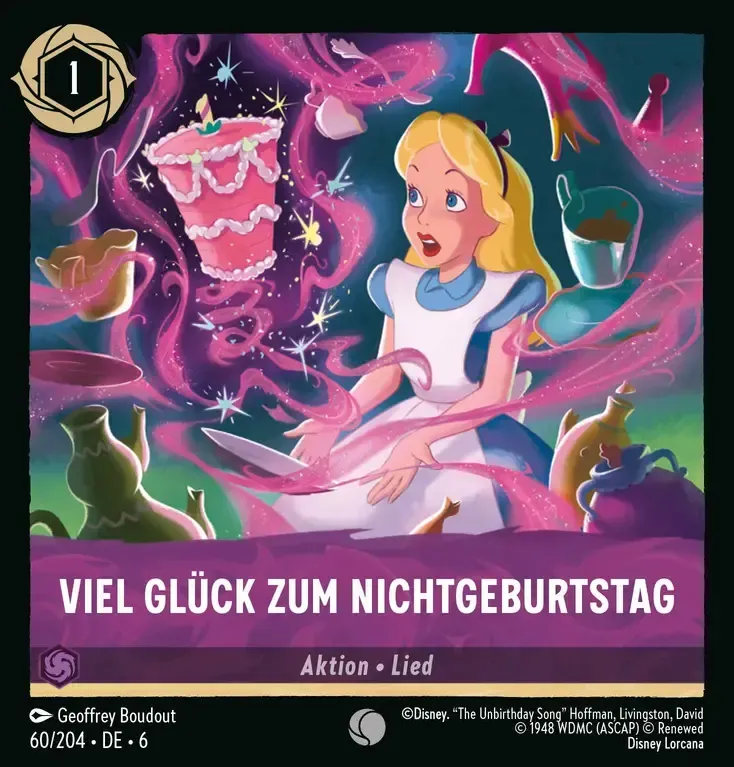 1
VIEL GLÜCK ZUM NICHTGEBURTSTAG
Aktion • Lied
Geoffrey Boudout
60/204 • DE • 6
©Disney. “The Unbirthday Song” Hoffman, Livingston, David
© 1948 WDMC (ASCAP) © Renewed
Disney Lorcana